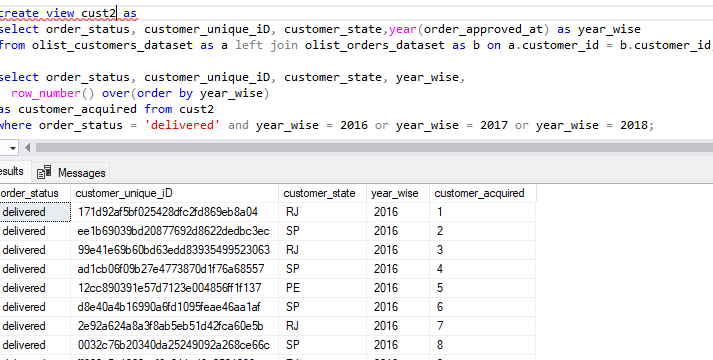 create view cust2 as
select order_status, customer_unique_iD, customer_state,year(order_approved_at) as year_wise
from olist_customers_dataset as a left join olist_orders_dataset as b on a.customer_id = b.customer_id
select order_status, customer_unique_iD, customer_state, year_wise,
row_number() over(order by year_wise)
as customer_acquired from cust2
where order_status = 'delivered' and year_wise = 2016 or year_wise = 2017 or year_wise = 2018;
esults Messages
order_status customer_unique_iD customer_state year_wise customer_acquired
delivered 171d92af5bf025428dfc2fd869eb8a04 RJ 2016 1
delivered ee1b69039bd20877692d8622dedbc3ec SP 2016 2
delivered 99e41e69b60bd63edd83935499523063 RJ 2016 3
delivered ad1cb06f09b27e4773870d1f76a68557 SP 2016 4
delivered 12cc890391e57d7123e004856ff1f137 PE 2016 5
delivered d8e40a4b16990a6fd1095feae46aa1af SP 2016 6
delivered 2e92a624a8a3f8ab5eb51d42fca60e5b RJ 2016 7
delivered 0032c76b20340da25249092a268ce66c SP 2016 8